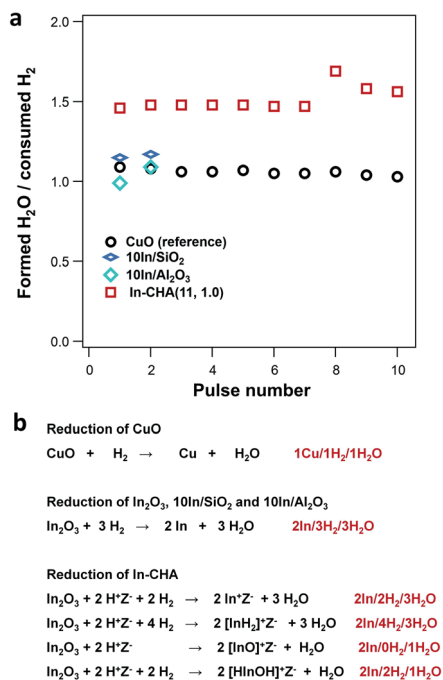 a
Formed H2O / consumed H2
2.0
1.5
1.0
0.5
0.0
CuO (reference)
10In/SiO2
10In/Al2O3
In-CHA(11, 1.0)
0 2 4 6 8 10
Pulse number
b
Reduction of CuO
CuO + H2 → Cu + H2O 1Cu/1H2/1H2O
Reduction of In2O3, 10In/SiO2 and 10In/Al2O3
In2O3 + 3 H2 → 2 In + 3 H2O 2In/3H2/3H2O
Reduction of In-CHA
In2O3 + 2 H+Z- + 2 H2 → 2 In+Z- + 3 H2O 2In/2H2/3H2O
In2O3 + 2 H+Z- + 4 H2 → 2 [InH2]+Z- + 3 H2O 2In/4H2/3H2O
In2O3 + 2 H+Z- → 2 [InO]+Z- + H2O 2In/0H2/1H2O
In2O3 + 2 H+Z- + 2 H2 → 2 [HInOH]+Z- + H2O 2In/2H2/1H2O